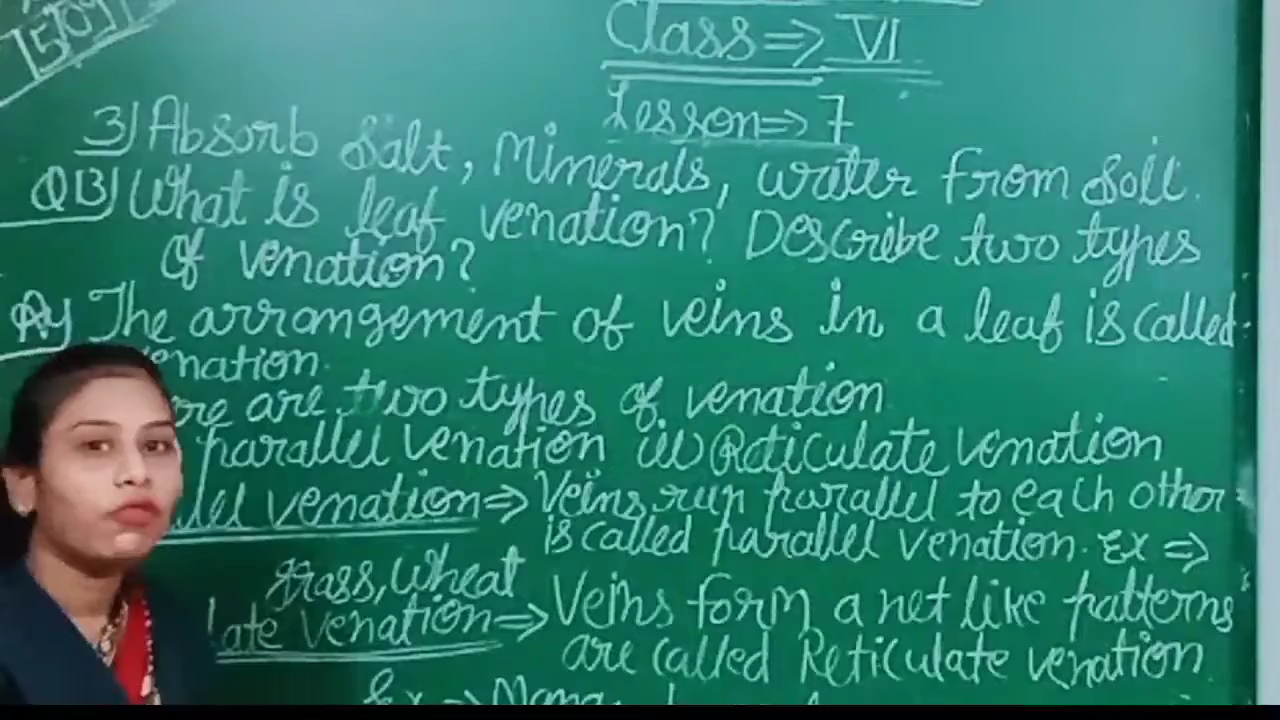 Class => VI
Lesson => 7
3) Absorb salt, Minerals, water from soil.
Q13) What is leaf venation? Describe two types
of venation?
A) The arrangement of veins in a leaf is called
venation.
are two types of venation
parallel venation ii) Reticulate venation
venation => Veins run parallel to each other
is called parallel venation. Ex =>
grass, Wheat
late venation => Veins form a net like patterns
are called Reticulate venation
Ex =>